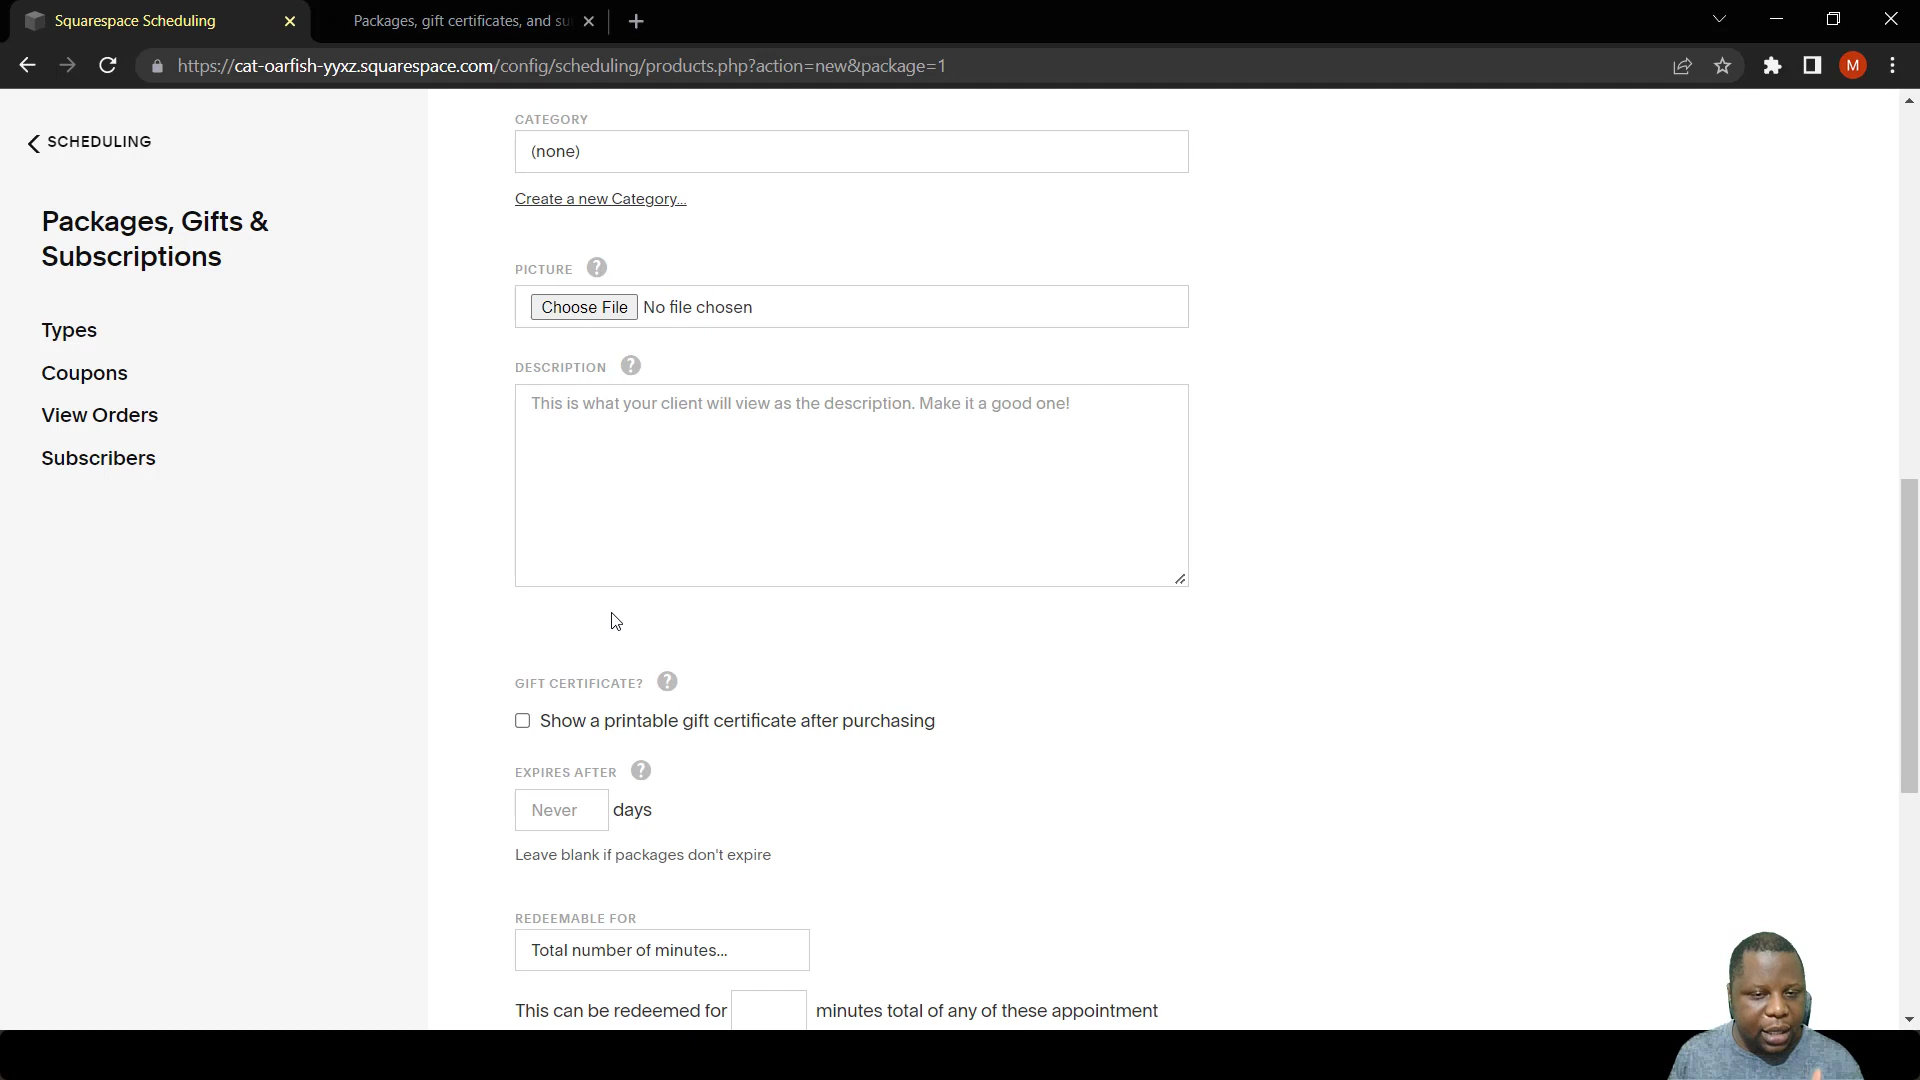 Squarespace Scheduling
Packages, gift certificates, and su
https://cat-oarfish-yyxz.squarespace.com/config/scheduling/products.php?action=new&package=1
M
SCHEDULING
Packages, Gifts &
Subscriptions
Types
Coupons
View Orders
Subscribers
CATEGORY
(none)
Create a new Category...
PICTURE ?
Choose File No file chosen
DESCRIPTION ?
This is what your client will view as the description. Make it a good one!
GIFT CERTIFICATE? ?
Show a printable gift certificate after purchasing
EXPIRES AFTER ?
Never days
Leave blank if packages don't expire
REDEEMABLE FOR
Total number of minutes...
This can be redeemed for minutes total of any of these appointment